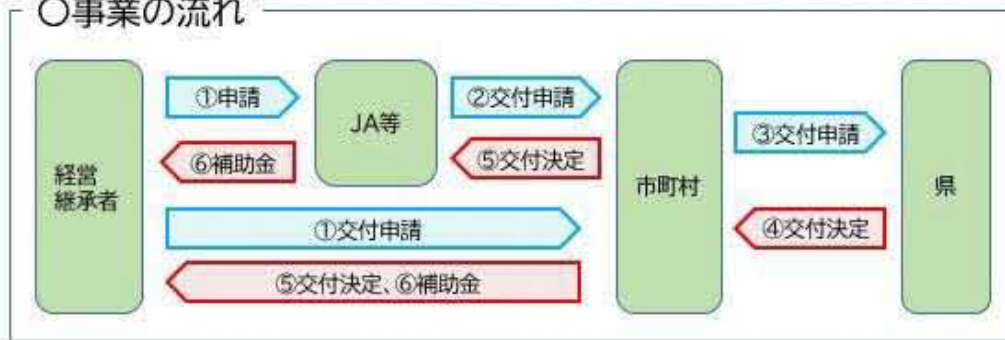 〇事業の流れ
経営
継承者
①申請
⑥補助金
JA等
②交付申請
⑤交付決定
①交付申請
⑤交付決定、⑥補助金
市町村
③交付申請
④交付決定
県